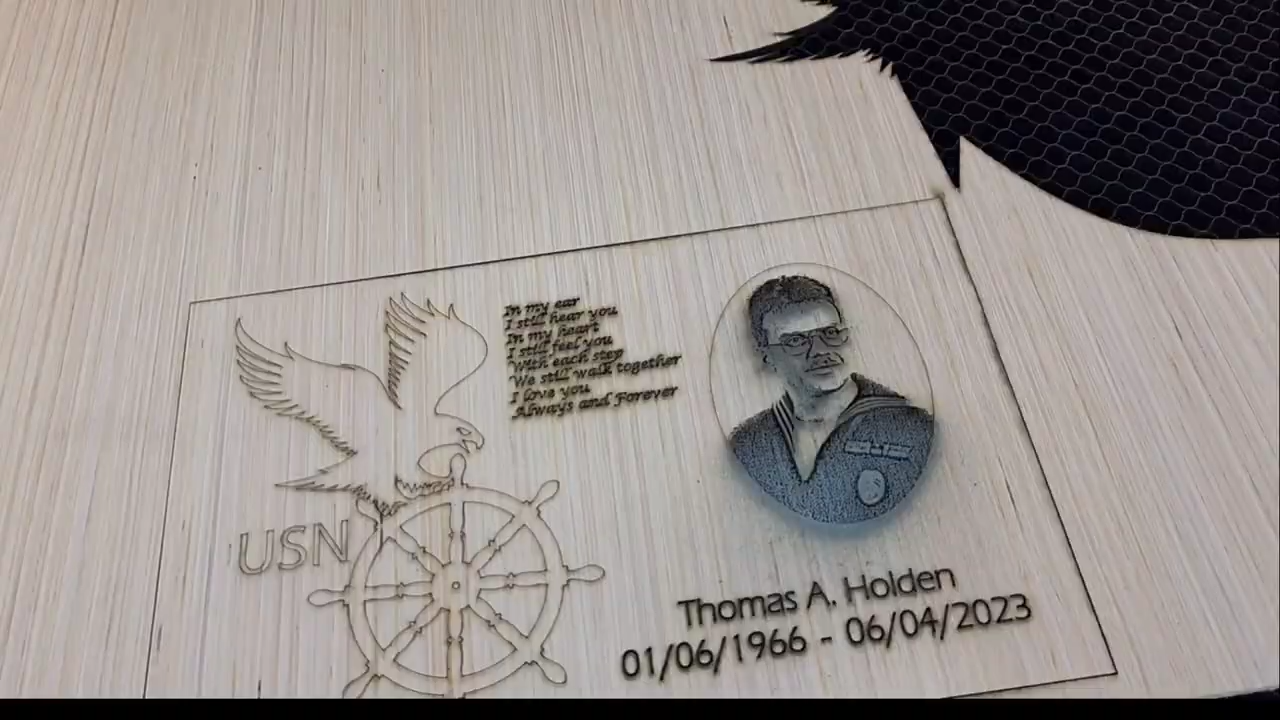 In my ear
I still hear you
In my heart
I still feel you
With each step
We still walk together
I love you
Always and Forever
USN
Thomas A. Holden
01/06/1966 - 06/04/2023